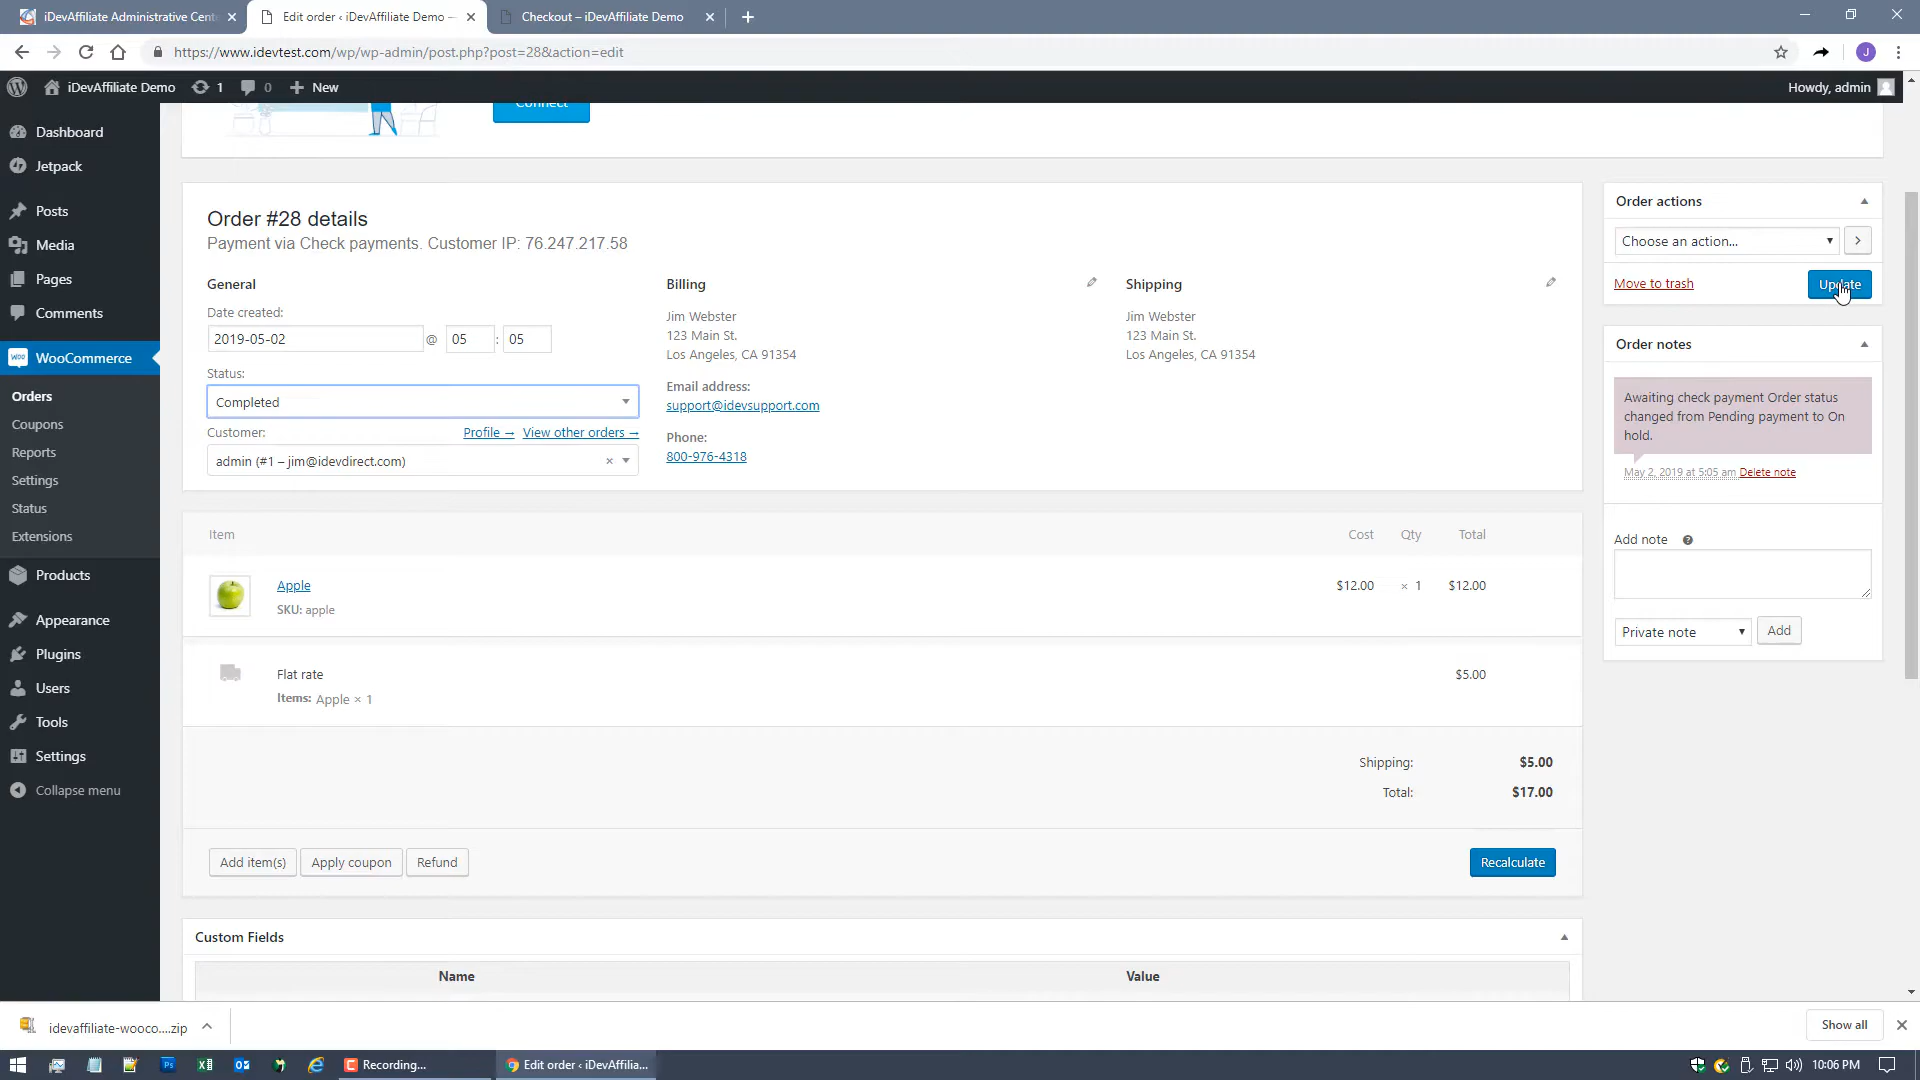 iDevAffiliate Administrative Cent
Edit order ‹ iDevAffiliate Demo —
Checkout – iDevAffiliate Demo
https://www.idevtest.com/wp/wp-admin/post.php?post=28&action=edit
J
iDevAffiliate Demo
1
0
New
Howdy, admin
Connect
Dashboard
Jetpack
Posts
Media
Pages
Comments
WooCommerce
Orders
Coupons
Reports
Settings
Status
Extensions
Products
Appearance
Plugins
Users
Tools
Settings
Collapse menu
Order #28 details
Payment via Check payments. Customer IP: 76.247.217.58
General
Date created:
2019-05-02 @ 05 : 05
Status:
Completed
Customer: Profile → View other orders →
admin (#1 – jim@idevdirect.com) ×
Billing
Jim Webster
123 Main St.
Los Angeles, CA 91354
Email address:
support@idevsupport.com
Phone:
800-976-4318
Shipping
Jim Webster
123 Main St.
Los Angeles, CA 91354
Item Cost Qty Total
Apple $12.00 × 1 $12.00
SKU: apple
Flat rate $5.00
Items: Apple × 1
Shipping: $5.00
Total: $17.00
Add item(s) Apply coupon Refund Recalculate
Custom Fields
Name Value
Order actions
Choose an action...
Move to trash Update
Order notes
Awaiting check payment Order status
changed from Pending payment to On
hold.
May 2, 2019 at 5:05 am Delete note
Add note
Private note Add
idevaffiliate-wooco....zip
Show all
Recording...
Edit order ‹ iDevAffilia...
10:06 PM